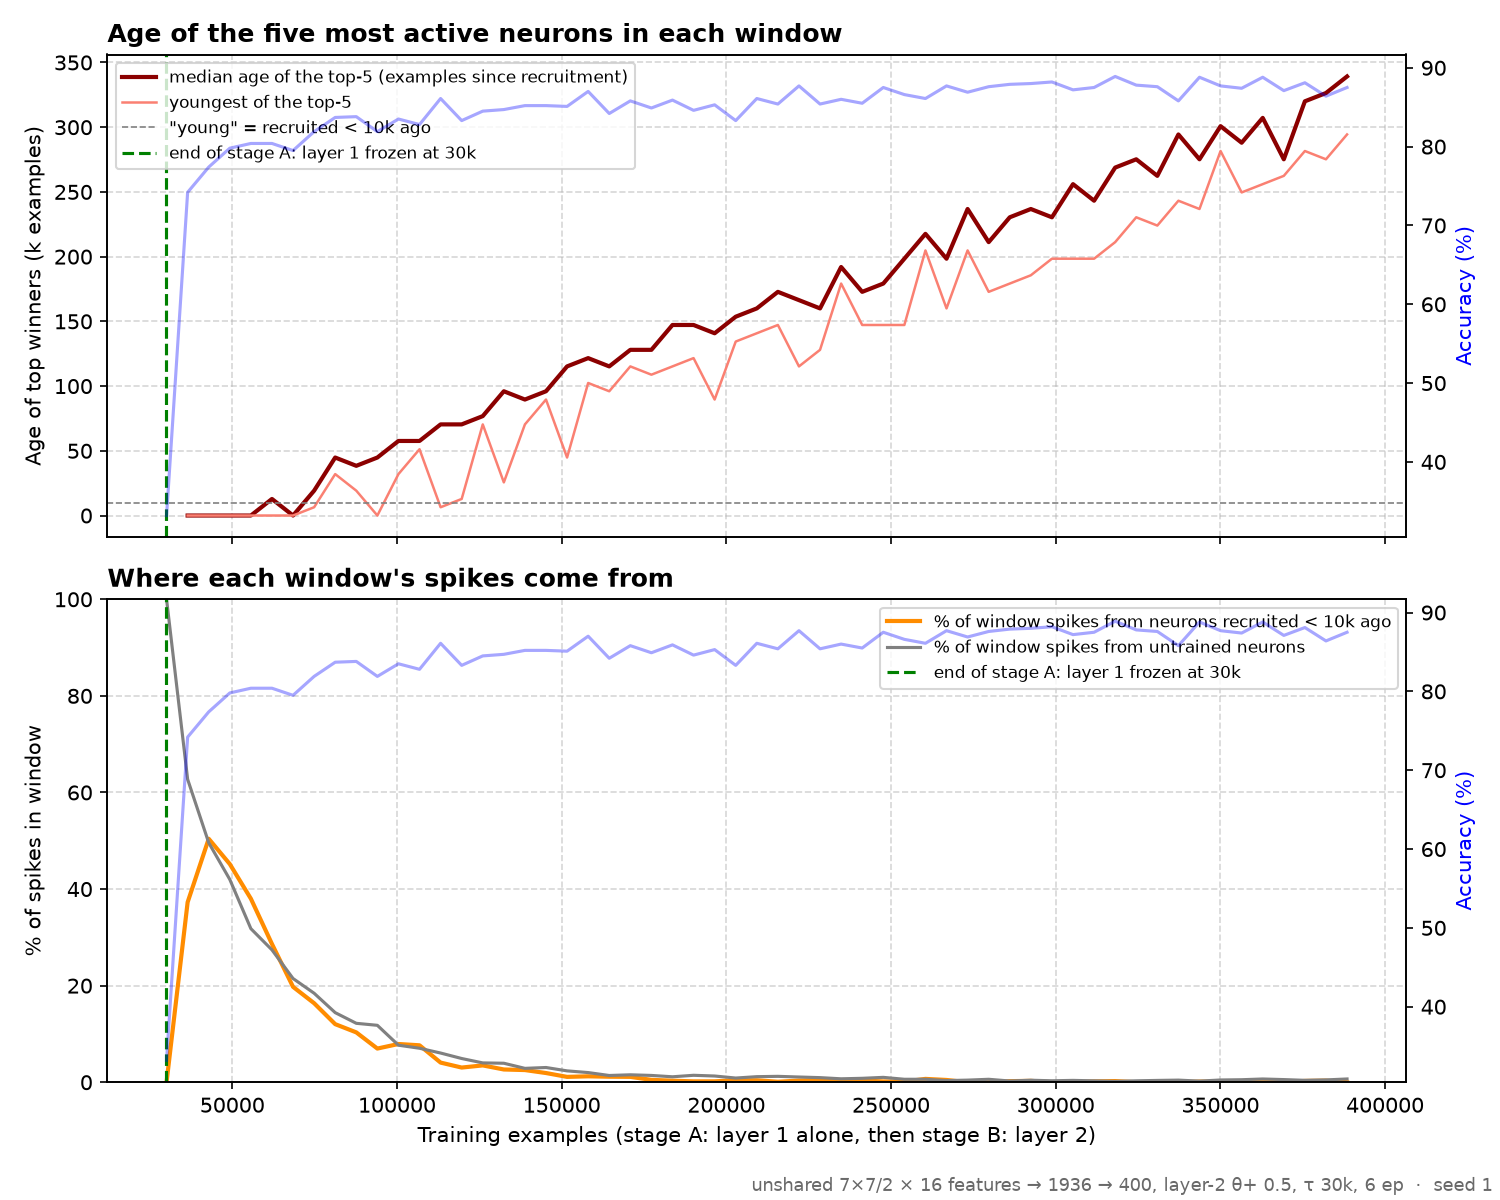 Age of the five most active neurons in each window
median age of the top-5 (examples since recruitment)
youngest of the top-5
"young" = recruited < 10k ago
end of stage A: layer 1 frozen at 30k
Age of top winners (k examples)
350
300
250
200
150
100
50
0
90
80
70
60
50
40
Accuracy (%)
Where each window's spikes come from
% of window spikes from neurons recruited < 10k ago
% of window spikes from untrained neurons
end of stage A: layer 1 frozen at 30k
% of spikes in window
100
80
60
40
20
0
90
80
70
60
50
40
Accuracy (%)
50000 100000 150000 200000 250000 300000 350000 400000
Training examples (stage A: layer 1 alone, then stage B: layer 2)
unshared 7×7/2 × 16 features → 1936 → 400, layer-2 θ+ 0.5, τ 30k, 6 ep · seed 1